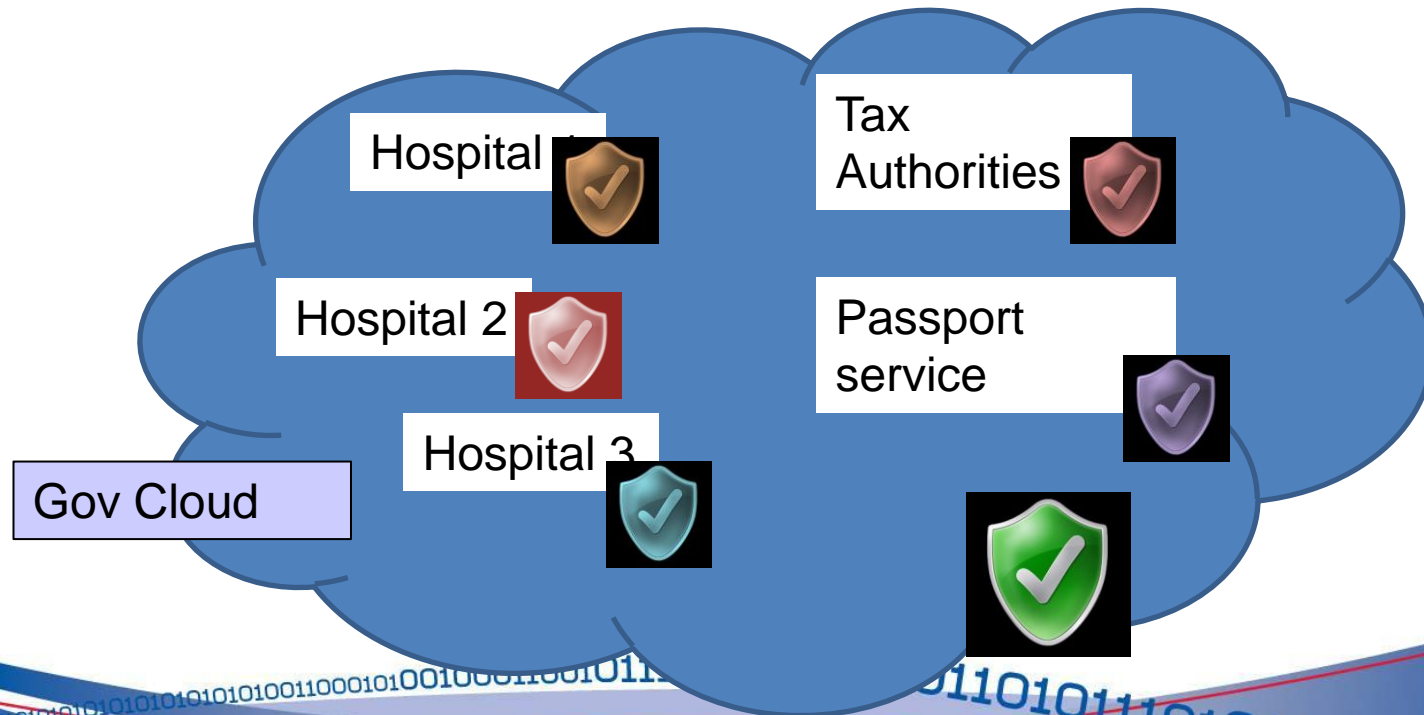 Tax
Authorities
Hospital
Hospital 2
Passport
service
Hospital 3
Gov Cloud